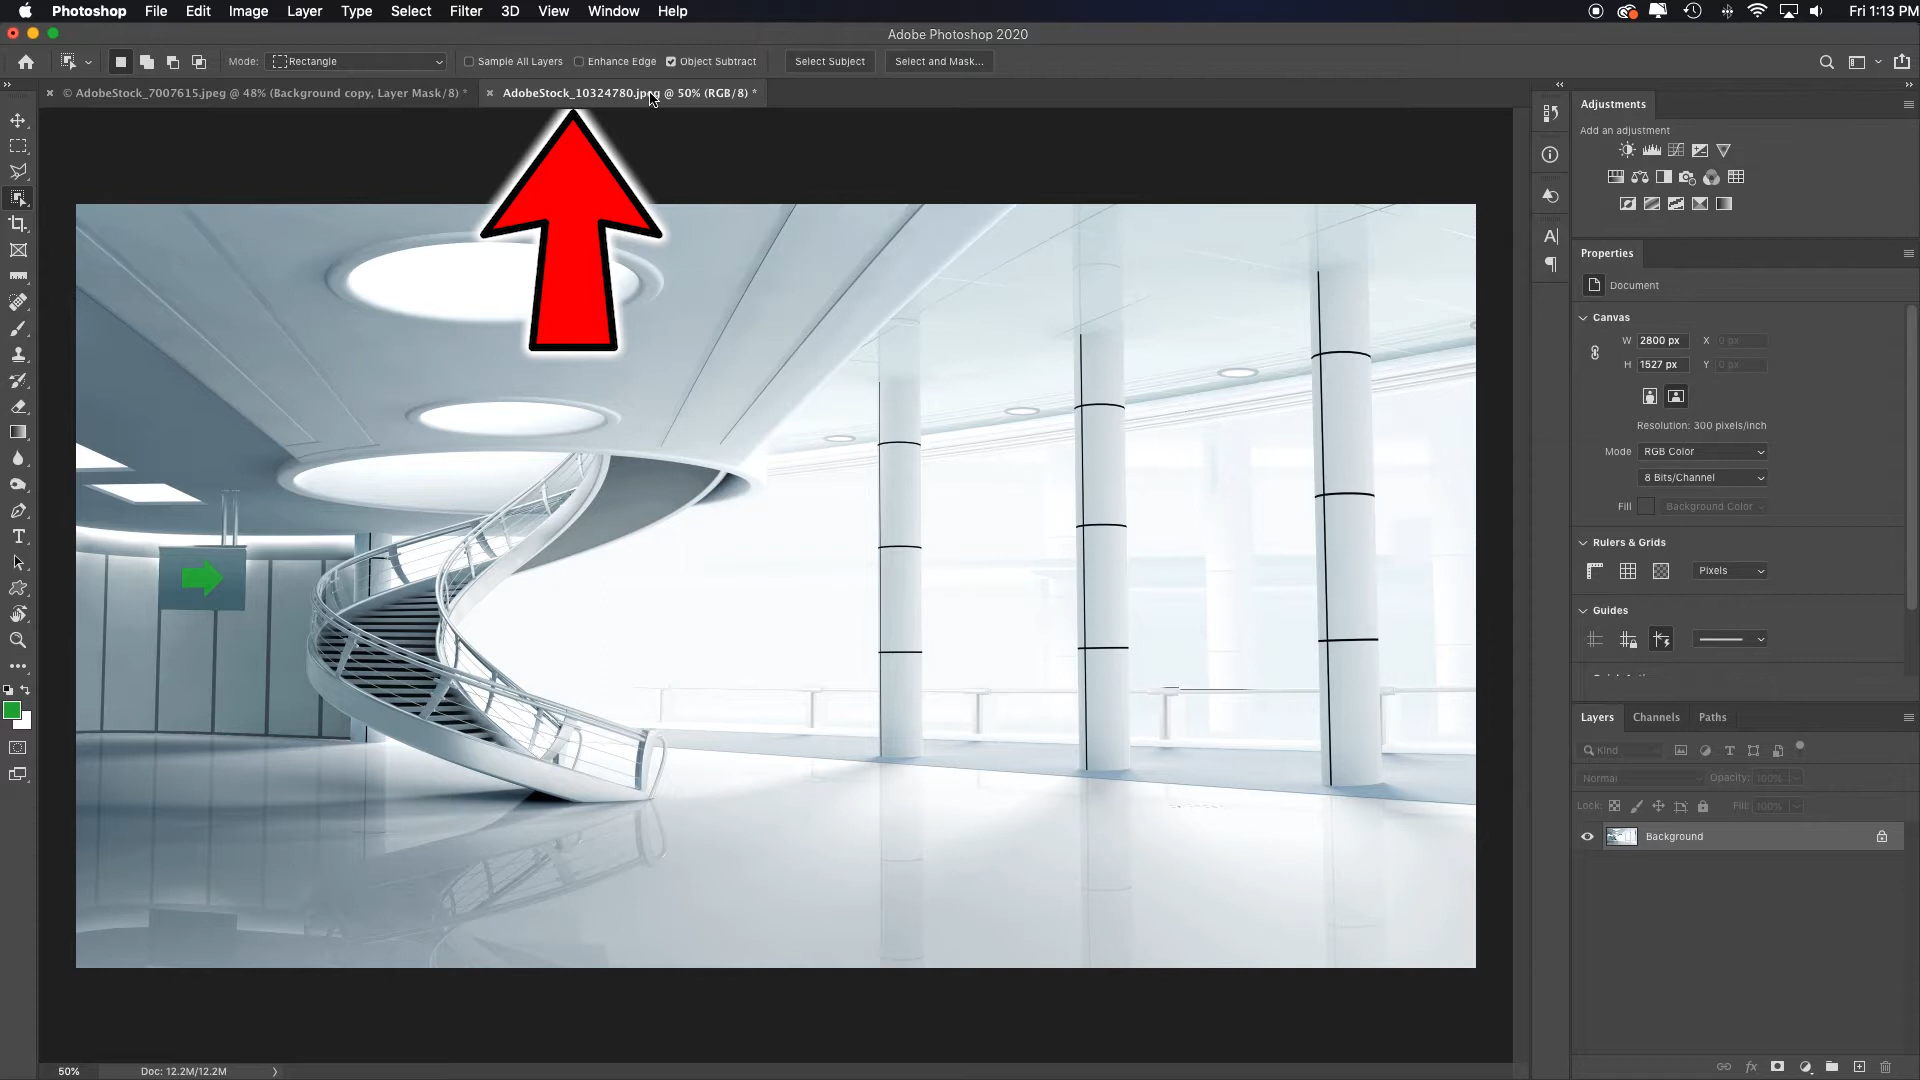 Photoshop File Edit Image Layer Type Select Filter 3D View Window Help Fri 1:13 PM
Adobe Photoshop 2020
Mode: Rectangle Sample All Layers Enhance Edge Object Subtract Select Subject Select and Mask...
© AdobeStock_7007615.jpeg @ 48% (Background copy, Layer Mask/8) * AdobeStock_10324780.jpeg @ 50% (RGB/8) *
Adjustments
Add an adjustment
Properties
Document
Canvas
W 2800 px X 0 px
H 1527 px Y 0 px
Resolution: 300 pixels/inch
Mode RGB Color
8 Bits/Channel
Fill Background Color
Rulers & Grids
Pixels
Guides
Layers Channels Paths
Kind
Normal Opacity: 100%
Lock: Fill: 100%
Background
50% Doc: 12.2M/12.2M